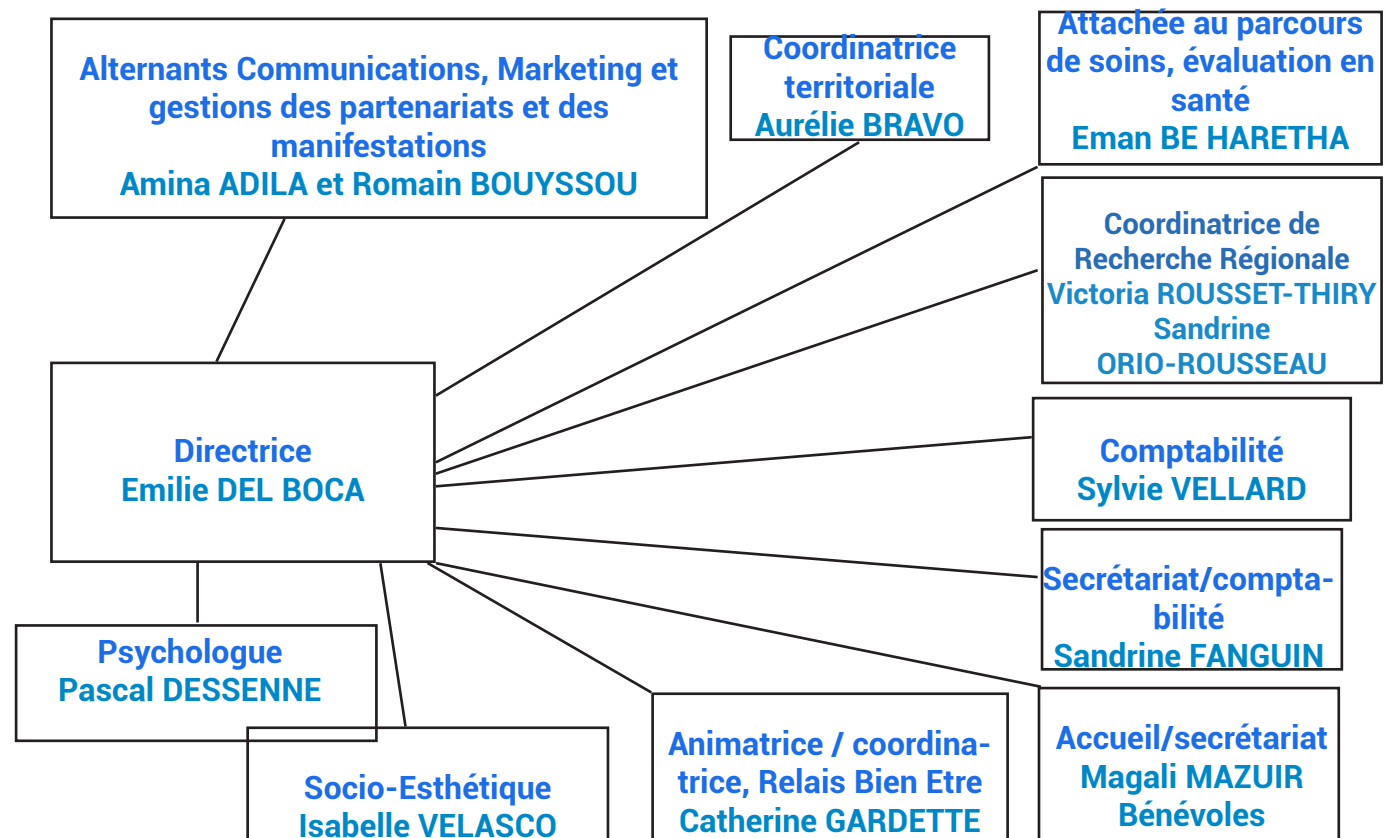 Alternants Communications, Marketing et
gestions des partenariats et des
manifestations
Amina ADILA et Romain BOUYSSOU
Coordinatrice
territoriale
Aurélie BRAVO
Attachée au parcours
de soins, évaluation en
santé
Eman BE HARETHA
Coordinatrice de
Recherche Régionale
Victoria ROUSSET-THIRY
Sandrine
ORIO-ROUSSEAU
Directrice
Emilie DEL BOCA
Comptabilité
Sylvie VELLARD
Secrétariat/compta-
bilité
Sandrine FANGUIN
Psychologue
Pascal DESSENNE
Socio-Esthétique
Isabelle VELASCO
Animatrice / coordina-
trice, Relais Bien Etre
Catherine GARDETTE
Accueil/secrétariat
Magali MAZUIR
Bénévoles